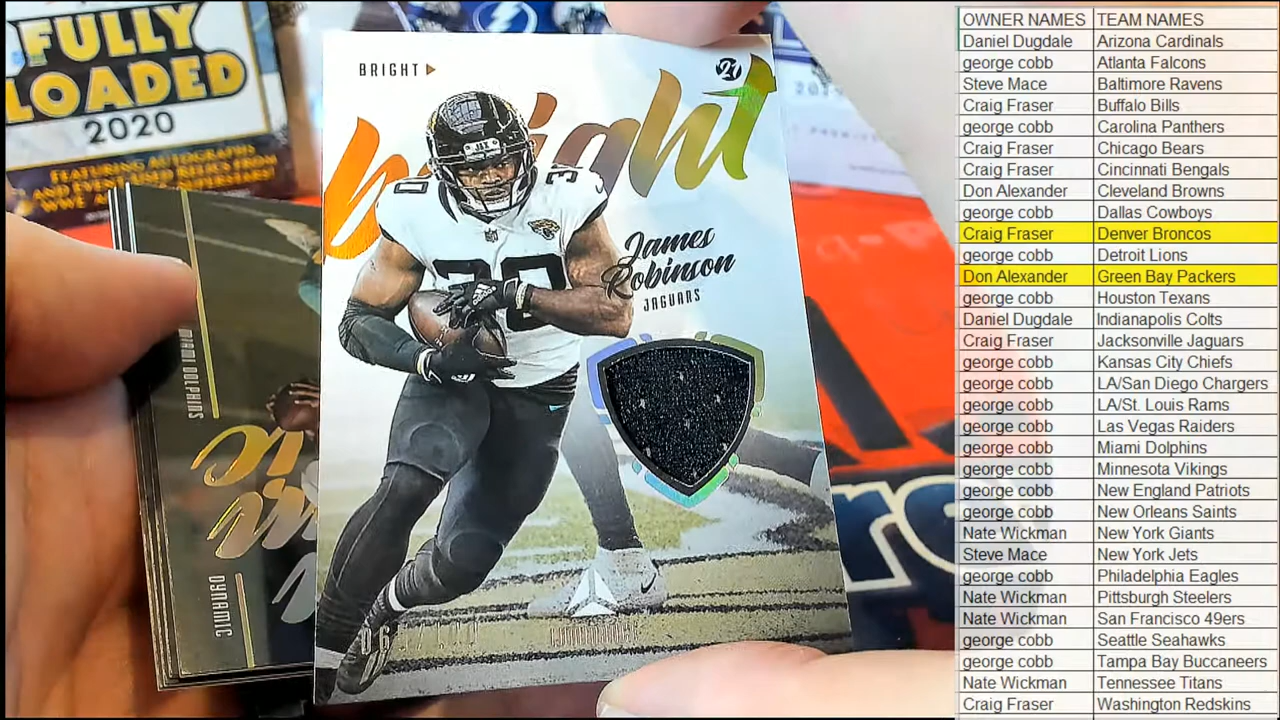 FULLY
LOADED
2020
FEATURING AUTOGRAPHS
AND EVENT-USED RELICS FROM
BRIGHT
21
bright
JAX
30
James
Robinson
JAGUARS
30
MIAMI DOLPHINS
DYNAMIC
LUMINANCE
OWNER NAMES TEAM NAMES
Daniel Dugdale Arizona Cardinals
george cobb Atlanta Falcons
Steve Mace Baltimore Ravens
Craig Fraser Buffalo Bills
george cobb Carolina Panthers
Craig Fraser Chicago Bears
Craig Fraser Cincinnati Bengals
Don Alexander Cleveland Browns
george cobb Dallas Cowboys
Craig Fraser Denver Broncos
george cobb Detroit Lions
Don Alexander Green Bay Packers
george cobb Houston Texans
Daniel Dugdale Indianapolis Colts
Craig Fraser Jacksonville Jaguars
george cobb Kansas City Chiefs
george cobb LA/San Diego Chargers
george cobb LA/St. Louis Rams
george cobb Las Vegas Raiders
george cobb Miami Dolphins
george cobb Minnesota Vikings
george cobb New England Patriots
george cobb New Orleans Saints
Nate Wickman New York Giants
Steve Mace New York Jets
george cobb Philadelphia Eagles
Nate Wickman Pittsburgh Steelers
Nate Wickman San Francisco 49ers
george cobb Seattle Seahawks
george cobb Tampa Bay Buccaneers
Nate Wickman Tennessee Titans
Craig Fraser Washington Redskins